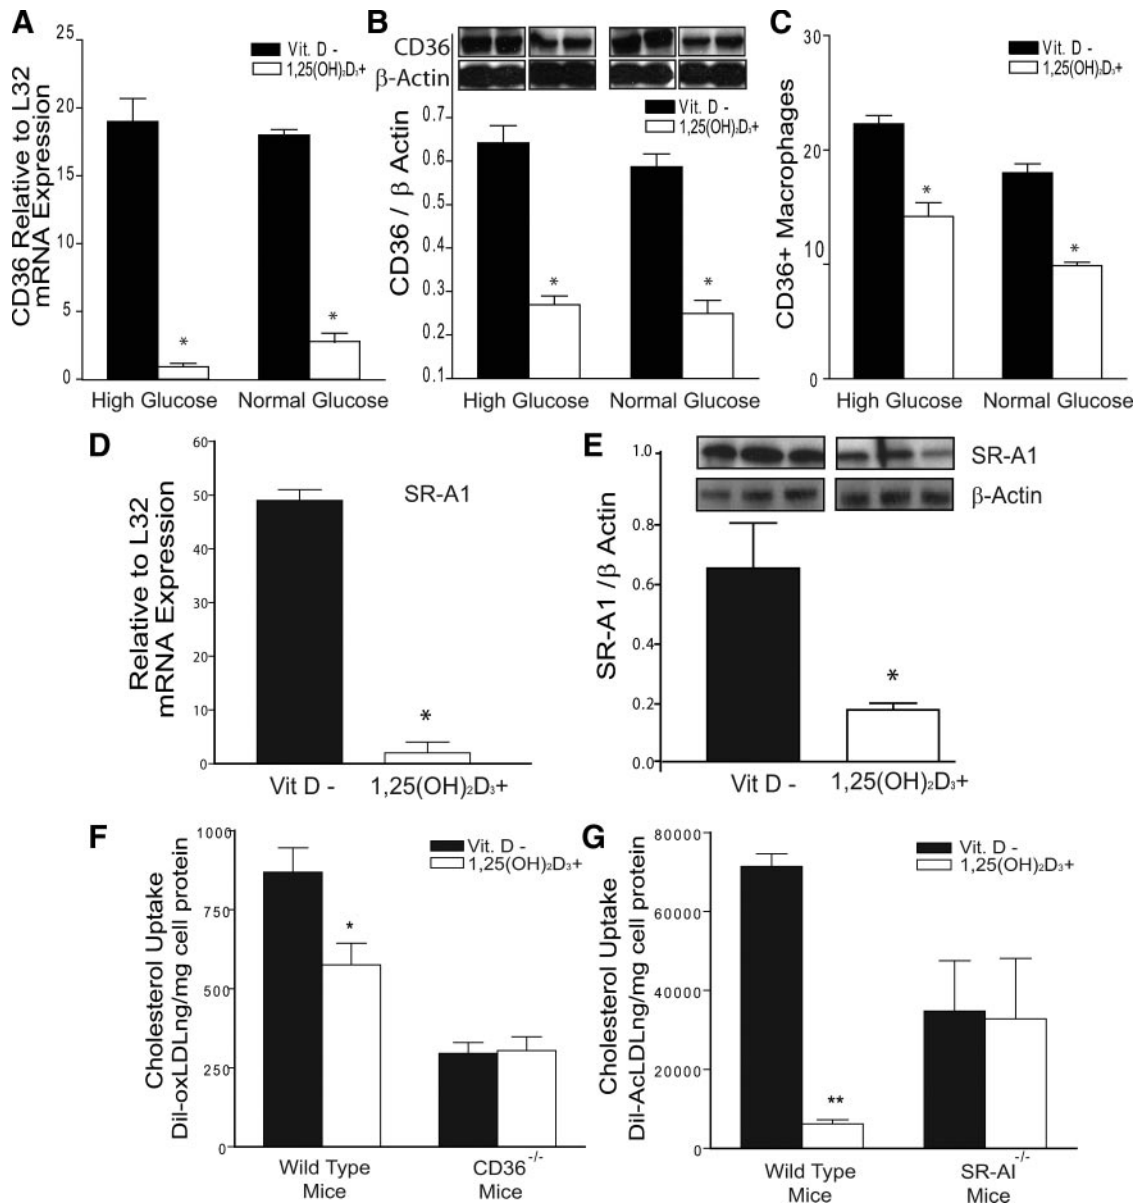 A
CD36 Relative to L32
mRNA Expression
25
20
15
10
5
0
Vit. D -
1,25(OH)₂D₃+
*
*
High Glucose
Normal Glucose
B
CD36
β-Actin
CD36 / β Actin
0.7
0.6
0.5
0.4
0.3
0.2
0.1
Vit. D -
1,25(OH)₂D₃+
*
*
High Glucose
Normal Glucose
C
CD36+ Macrophages
30
20
10
0
Vit. D -
1,25(OH)₂D₃+
*
*
High Glucose
Normal Glucose
D
Relative to L32
mRNA Expression
60
50
40
30
20
10
0
SR-A1
*
Vit D -
1,25(OH)₂D₃+
E
SR-A1 /β Actin
1.0
0.8
0.6
0.4
0.2
0.0
SR-A1
β-Actin
*
Vit D -
1,25(OH)₂D₃+
F
Cholesterol Uptake
Dil-oxLDLng/mg cell protein
1000
750
500
250
0
Vit. D -
1,25(OH)₂D₃+
*
Wild Type
Mice
CD36⁻/⁻
Mice
G
Cholesterol Uptake
Dil-AcLDLng/mg cell protein
80000
60000
40000
20000
0
Vit. D -
1,25(OH)₂D₃+
**
Wild Type
Mice
SR-AI⁻/⁻
Mice